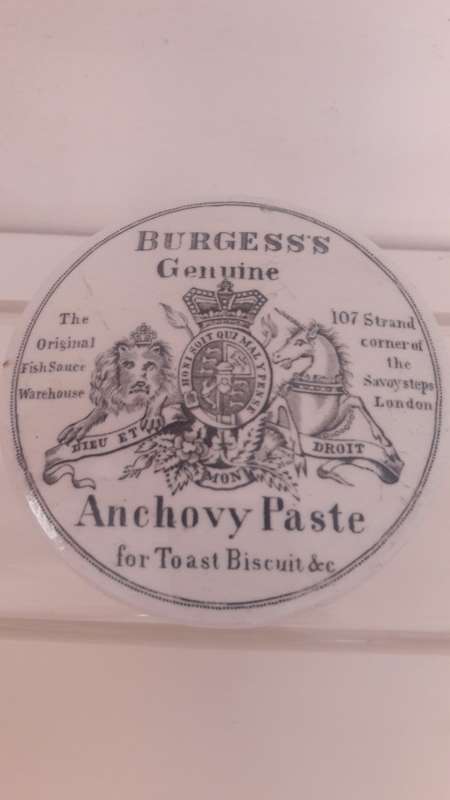 BURGESS'S
Genuine
The
Original
Fish Sauce
Warehouse
107 Strand
corner of
the
Savoy steps
London
HONI SOIT QUI MAL Y PENSE
DIEU ET
MON
DROIT
Anchovy Paste
for Toast Biscuit &c